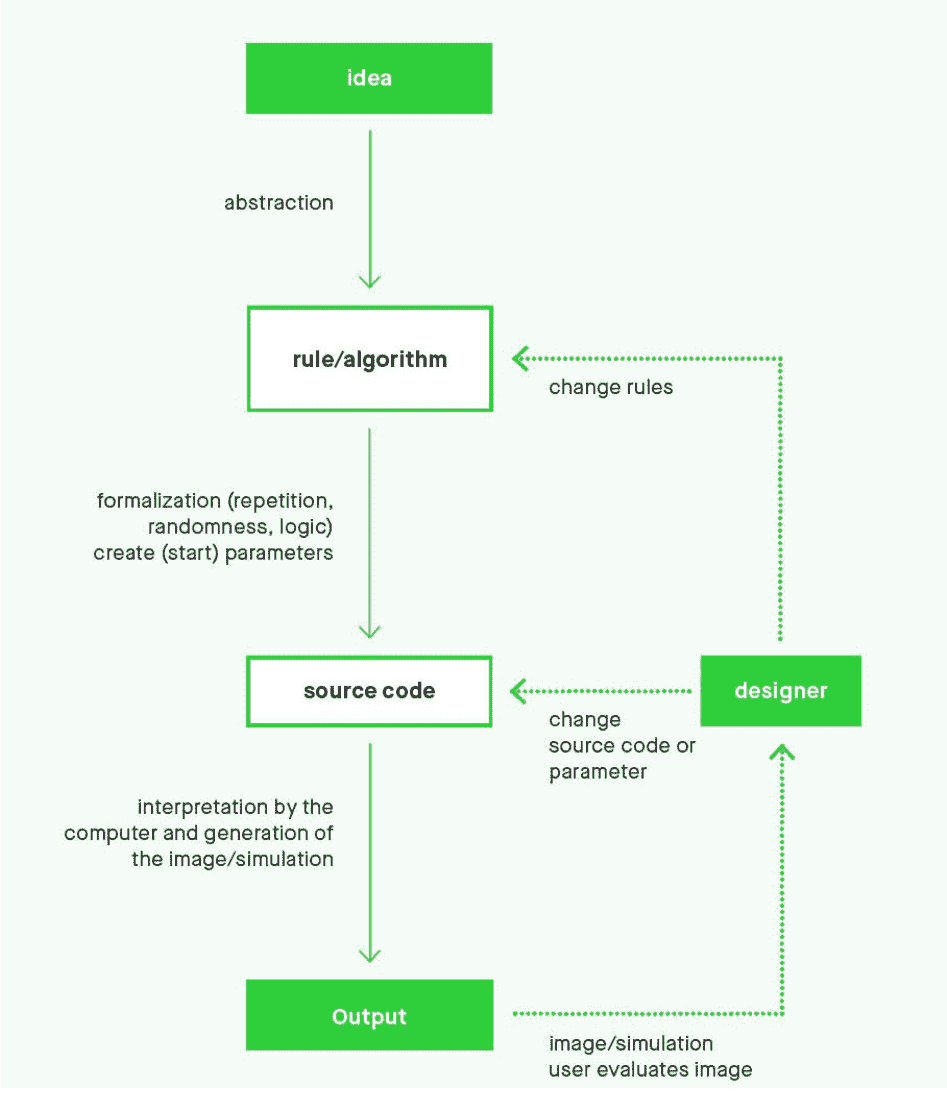 idea
abstraction
rule/algorithm
change rules
formalization (repetition,
randomness, logic)
create (start) parameters
source code
designer
change
source code or
parameter
interpretation by the
computer and generation of
the image/simulation
Output
image/simulation
user evaluates image